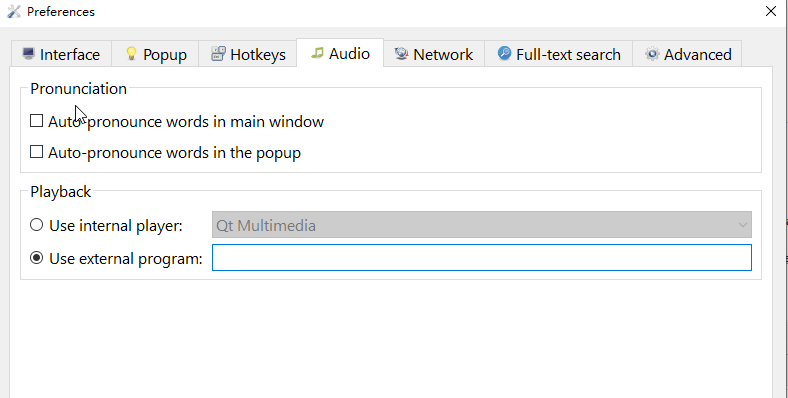 Preferences
Interface Popup Hotkeys Audio Network Full-text search Advanced
Pronunciation
Auto-pronounce words in main window
Auto-pronounce words in the popup
Playback
Use internal player: Qt Multimedia
Use external program: